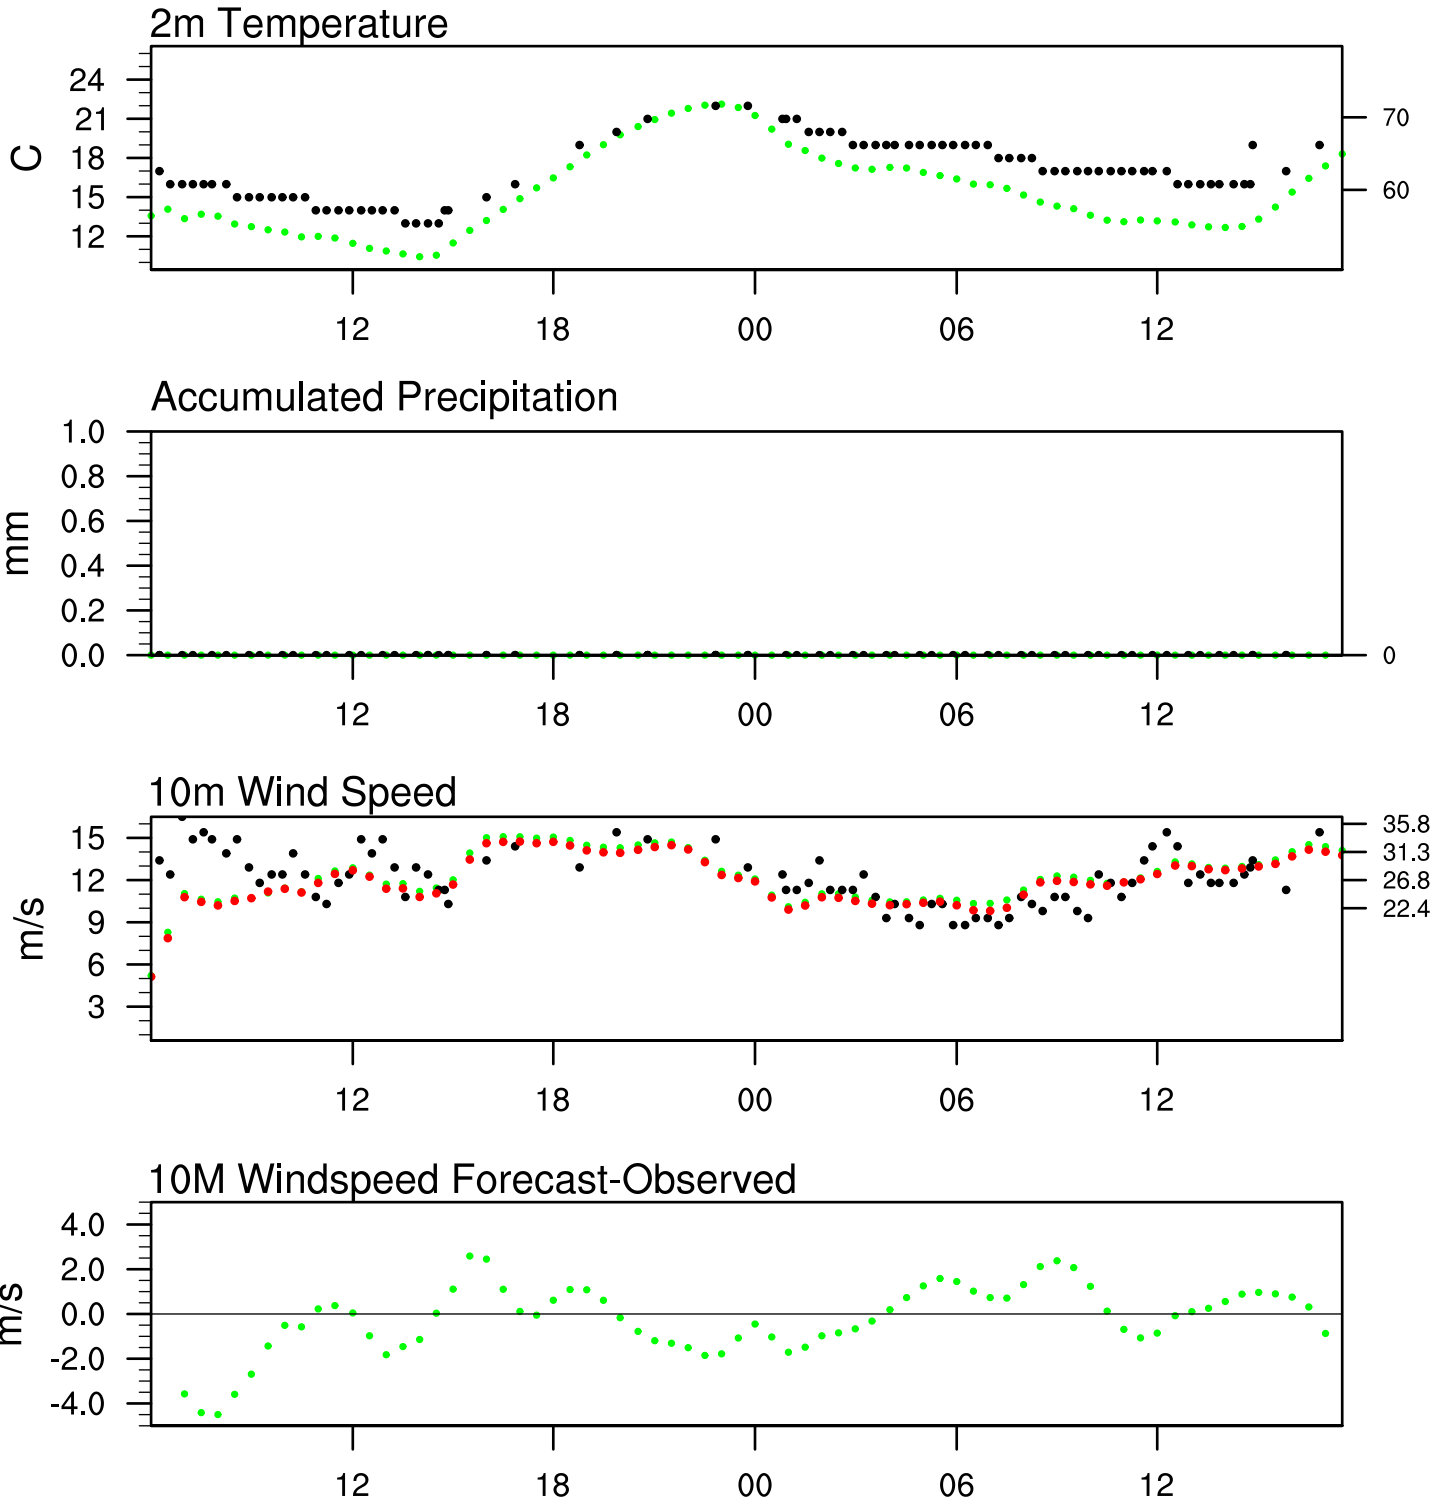 2m Temperature
24
21
18
15
12
C
70
60
12 18 00 06 12
Accumulated Precipitation
1.0
0.8
0.6
0.4
0.2
0.0
mm
0
12 18 00 06 12
10m Wind Speed
15
12
9
6
3
m/s
35.8
31.3
26.8
22.4
12 18 00 06 12
10M Windspeed Forecast-Observed
4.0
2.0
0.0
-2.0
-4.0
m/s
12 18 00 06 12